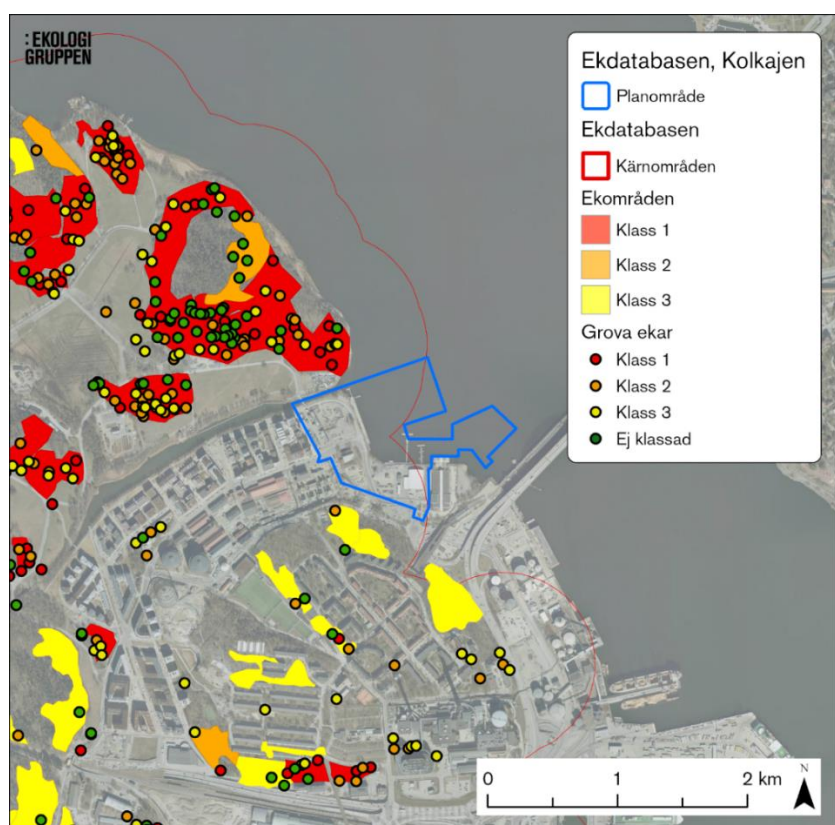 :EKOLOGI
GRUPPEN
Ekdatabasen, Kolkajen
Planområde
Ekdatabasen
Kärnområden
Ekområden
Klass 1
Klass 2
Klass 3
Grova ekar
Klass 1
Klass 2
Klass 3
Ej klassad
0 1 2 km
N